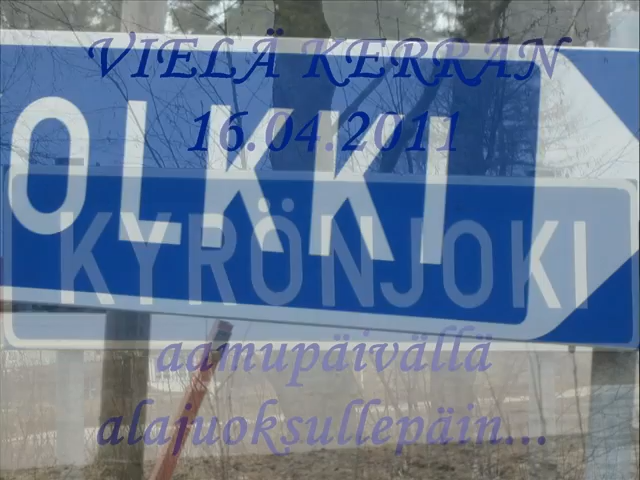 VIELÄ KERRAN
16.04.2011
OLKKI
KYRÖNJOKI
aamupäivällä
alajuoksullepäin...